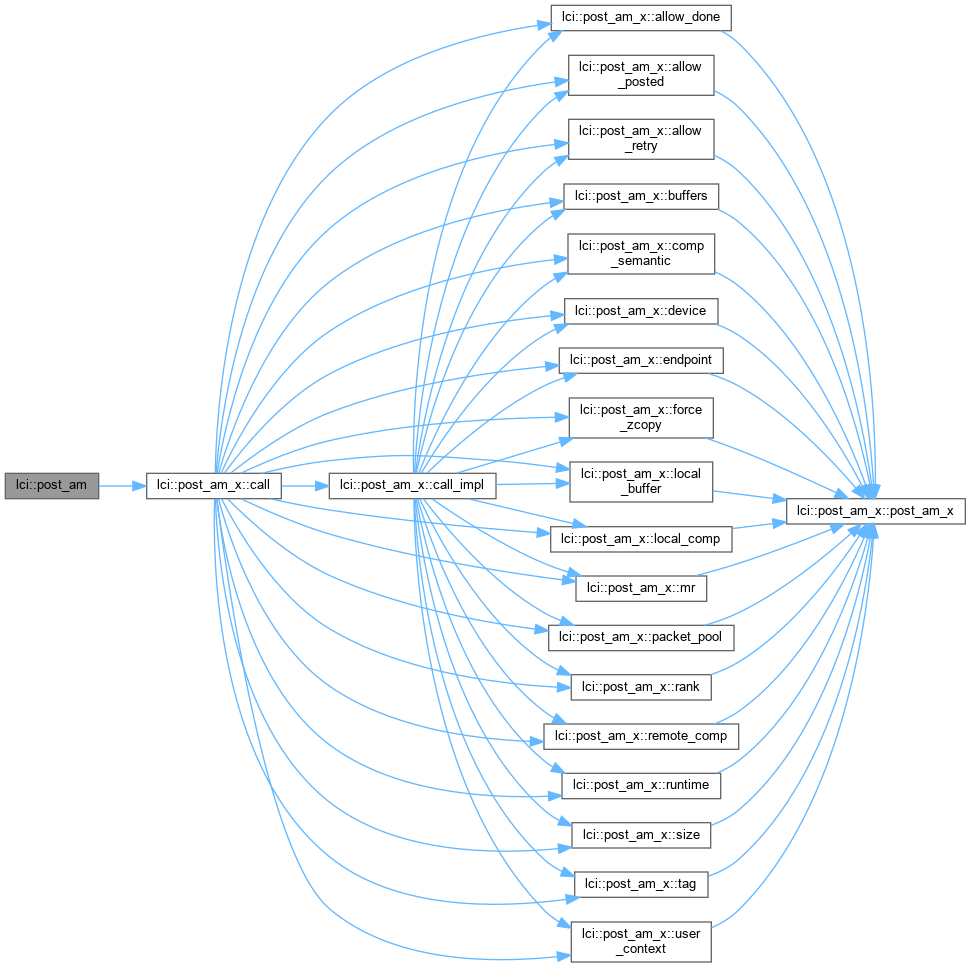 lci::post_am
lci::post_am_x::call
lci::post_am_x::call_impl
lci::post_am_x::allow_done
lci::post_am_x::allow
_posted
lci::post_am_x::allow
_retry
lci::post_am_x::buffers
lci::post_am_x::comp
_semantic
lci::post_am_x::device
lci::post_am_x::endpoint
lci::post_am_x::force
_zcopy
lci::post_am_x::local
_buffer
lci::post_am_x::local_comp
lci::post_am_x::mr
lci::post_am_x::packet_pool
lci::post_am_x::rank
lci::post_am_x::remote_comp
lci::post_am_x::runtime
lci::post_am_x::size
lci::post_am_x::tag
lci::post_am_x::user
_context
lci::post_am_x::post_am_x